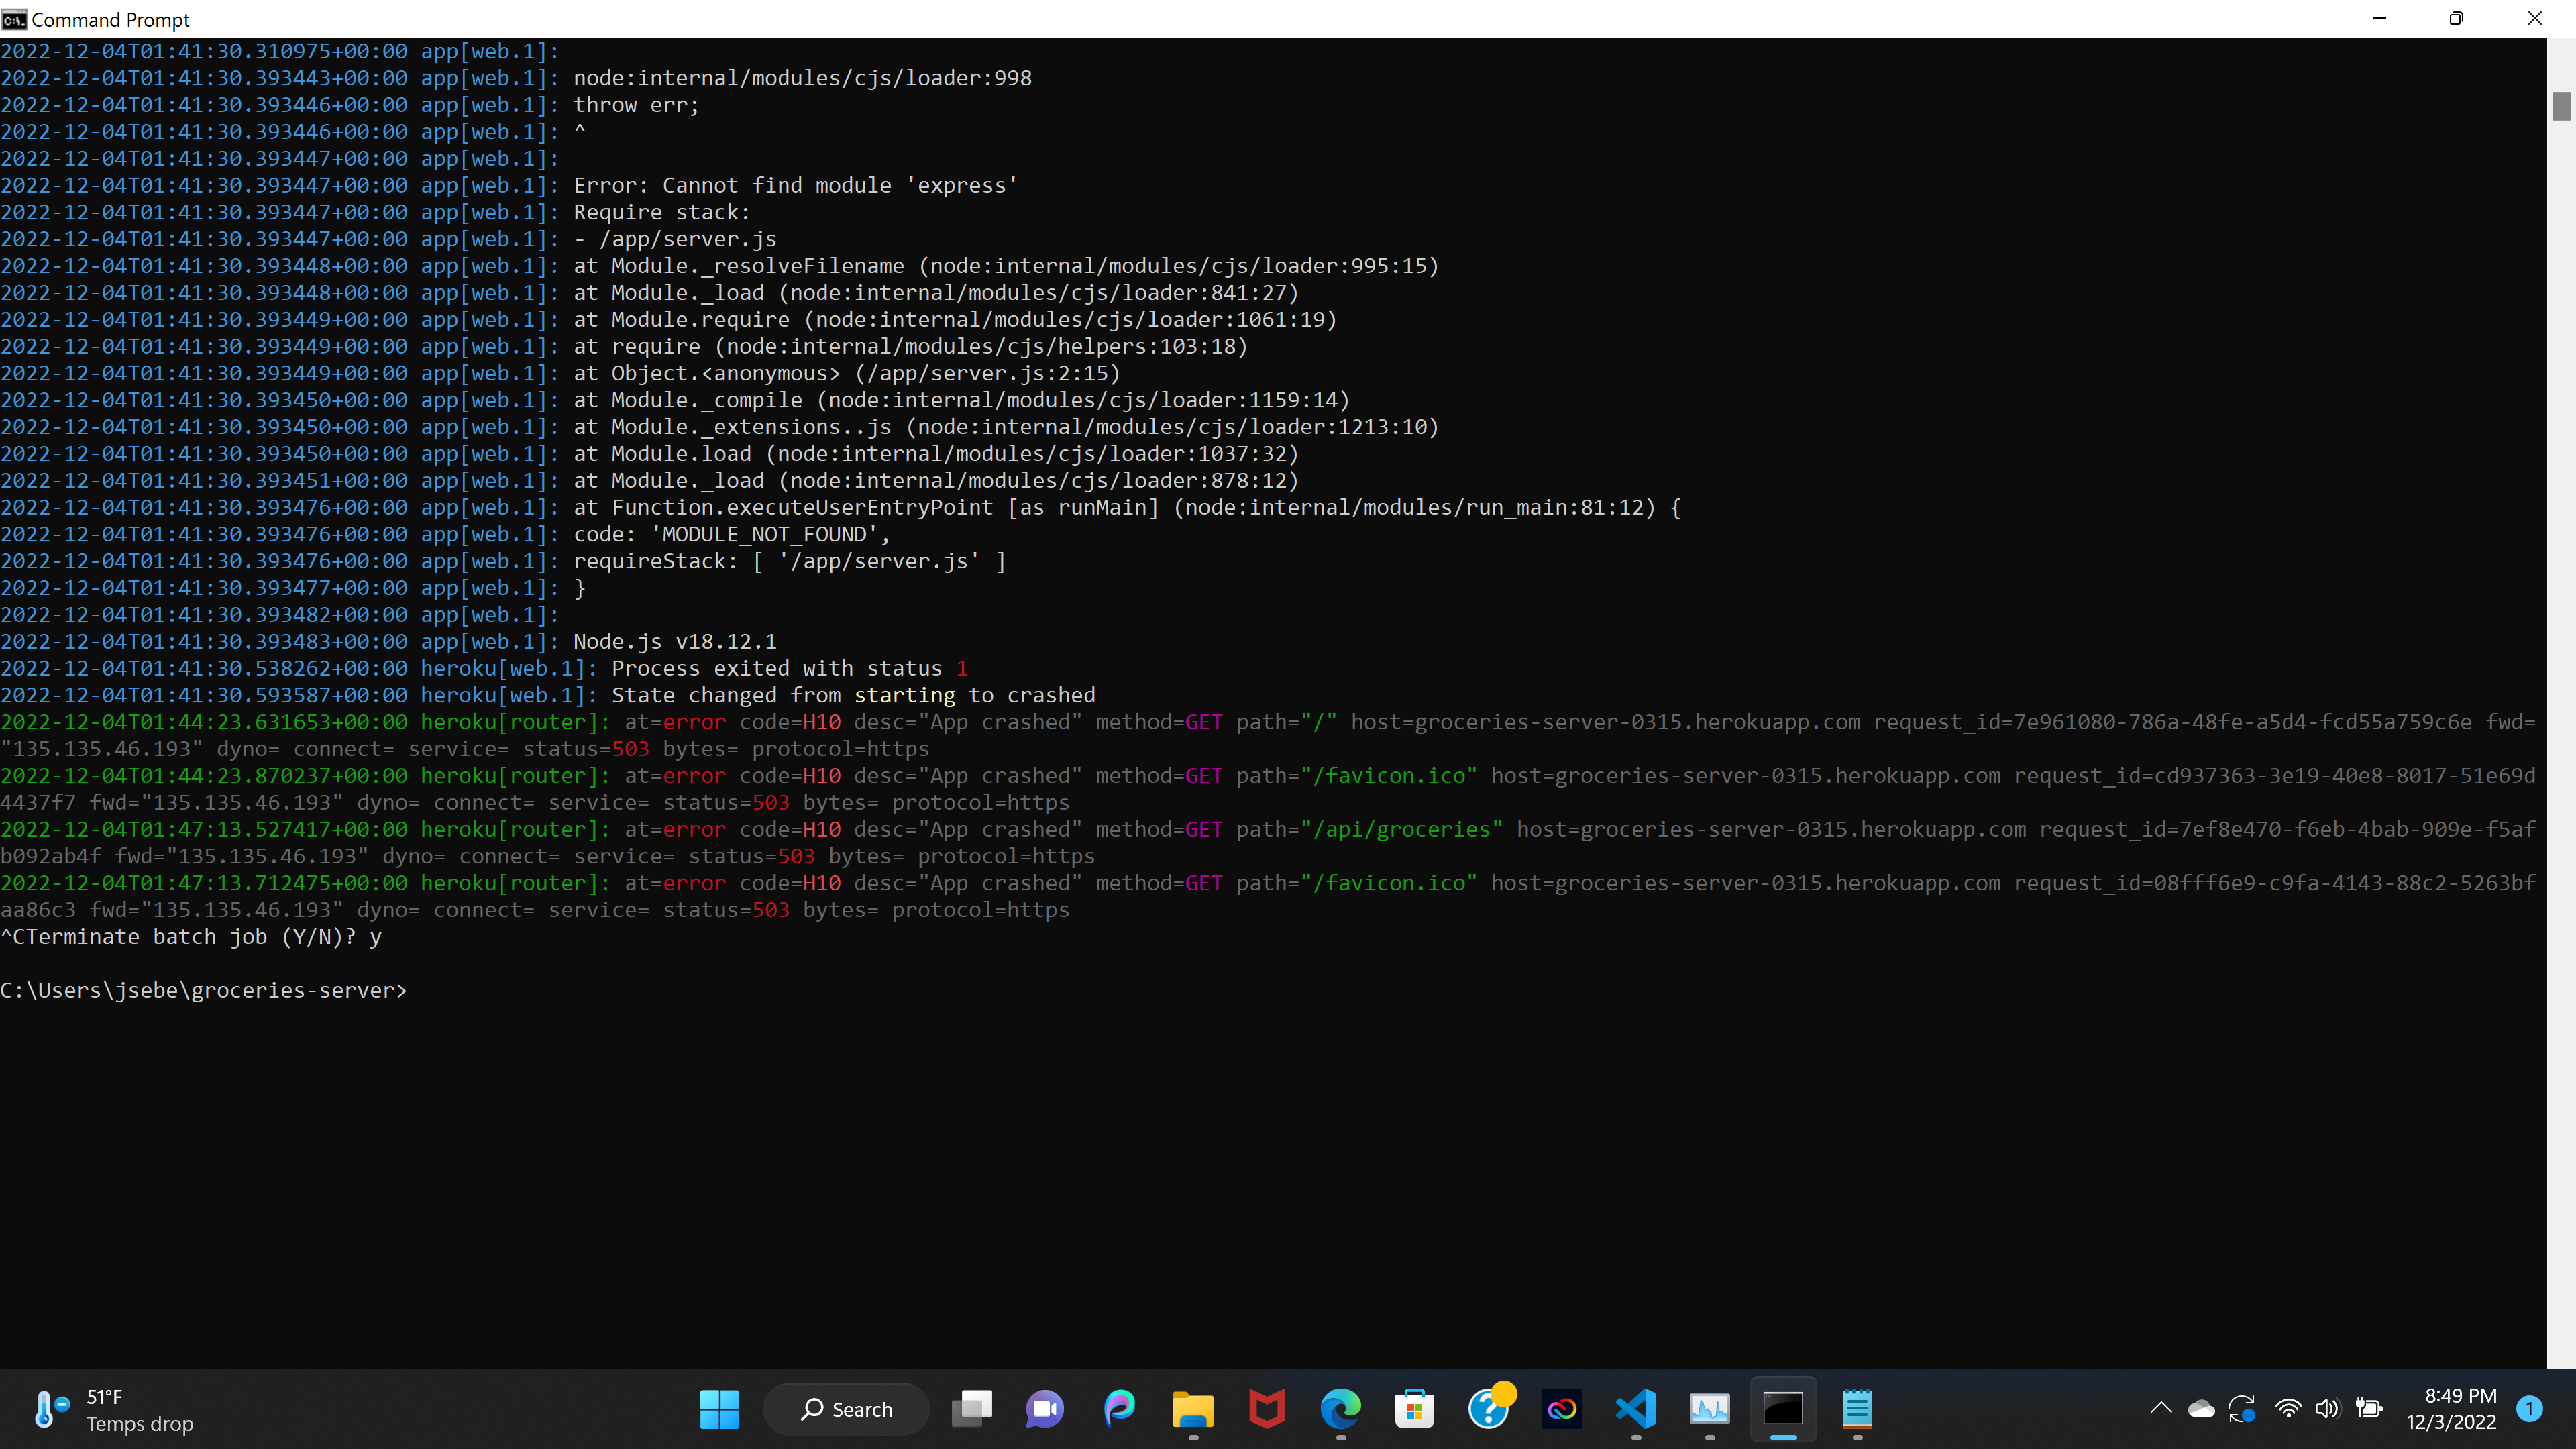 Command Prompt
2022-12-04T01:41:30.310975+00:00 app[web.1]:
2022-12-04T01:41:30.393443+00:00 app[web.1]: node:internal/modules/cjs/loader:998
2022-12-04T01:41:30.393446+00:00 app[web.1]: throw err;
2022-12-04T01:41:30.393446+00:00 app[web.1]: ^
2022-12-04T01:41:30.393447+00:00 app[web.1]:
2022-12-04T01:41:30.393447+00:00 app[web.1]: Error: Cannot find module 'express'
2022-12-04T01:41:30.393447+00:00 app[web.1]: Require stack:
2022-12-04T01:41:30.393447+00:00 app[web.1]: - /app/server.js
2022-12-04T01:41:30.393448+00:00 app[web.1]: at Module._resolveFilename (node:internal/modules/cjs/loader:995:15)
2022-12-04T01:41:30.393448+00:00 app[web.1]: at Module._load (node:internal/modules/cjs/loader:841:27)
2022-12-04T01:41:30.393449+00:00 app[web.1]: at Module.require (node:internal/modules/cjs/loader:1061:19)
2022-12-04T01:41:30.393449+00:00 app[web.1]: at require (node:internal/modules/cjs/helpers:103:18)
2022-12-04T01:41:30.393449+00:00 app[web.1]: at Object.<anonymous> (/app/server.js:2:15)
2022-12-04T01:41:30.393450+00:00 app[web.1]: at Module._compile (node:internal/modules/cjs/loader:1159:14)
2022-12-04T01:41:30.393450+00:00 app[web.1]: at Module._extensions..js (node:internal/modules/cjs/loader:1213:10)
2022-12-04T01:41:30.393450+00:00 app[web.1]: at Module.load (node:internal/modules/cjs/loader:1037:32)
2022-12-04T01:41:30.393451+00:00 app[web.1]: at Module._load (node:internal/modules/cjs/loader:878:12)
2022-12-04T01:41:30.393476+00:00 app[web.1]: at Function.executeUserEntryPoint [as runMain] (node:internal/modules/run_main:81:12) {
2022-12-04T01:41:30.393476+00:00 app[web.1]: code: 'MODULE_NOT_FOUND',
2022-12-04T01:41:30.393476+00:00 app[web.1]: requireStack: [ '/app/server.js' ]
2022-12-04T01:41:30.393477+00:00 app[web.1]: }
2022-12-04T01:41:30.393482+00:00 app[web.1]:
2022-12-04T01:41:30.393483+00:00 app[web.1]: Node.js v18.12.1
2022-12-04T01:41:30.538262+00:00 heroku[web.1]: Process exited with status 1
2022-12-04T01:41:30.593587+00:00 heroku[web.1]: State changed from starting to crashed
2022-12-04T01:44:23.631653+00:00 heroku[router]: at=error code=H10 desc="App crashed" method=GET path="/" host=groceries-server-0315.herokuapp.com request_id=7e961080-786a-48fe-a5d4-fcd55a759c6e fwd=
"135.135.46.193" dyno= connect= service= status=503 bytes= protocol=https
2022-12-04T01:44:23.870237+00:00 heroku[router]: at=error code=H10 desc="App crashed" method=GET path="/favicon.ico" host=groceries-server-0315.herokuapp.com request_id=cd937363-3e19-40e8-8017-51e69d
4437f7 fwd="135.135.46.193" dyno= connect= service= status=503 bytes= protocol=https
2022-12-04T01:47:13.527417+00:00 heroku[router]: at=error code=H10 desc="App crashed" method=GET path="/api/groceries" host=groceries-server-0315.herokuapp.com request_id=7ef8e470-f6eb-4bab-909e-f5af
b092ab4f fwd="135.135.46.193" dyno= connect= service= status=503 bytes= protocol=https
2022-12-04T01:47:13.712475+00:00 heroku[router]: at=error code=H10 desc="App crashed" method=GET path="/favicon.ico" host=groceries-server-0315.herokuapp.com request_id=08fff6e9-c9fa-4143-88c2-5263bf
aa86c3 fwd="135.135.46.193" dyno= connect= service= status=503 bytes= protocol=https
^CTerminate batch job (Y/N)? y
C:\Users\jsebe\groceries-server>
51°F
Temps drop
Search
8:49 PM
12/3/2022
1